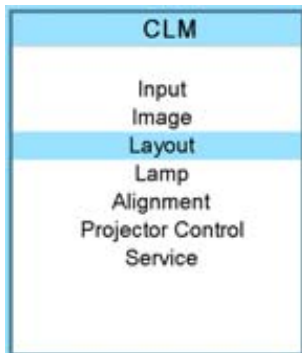 CLM
Input
Image
Layout
Lamp
Alignment
Projector Control
Service